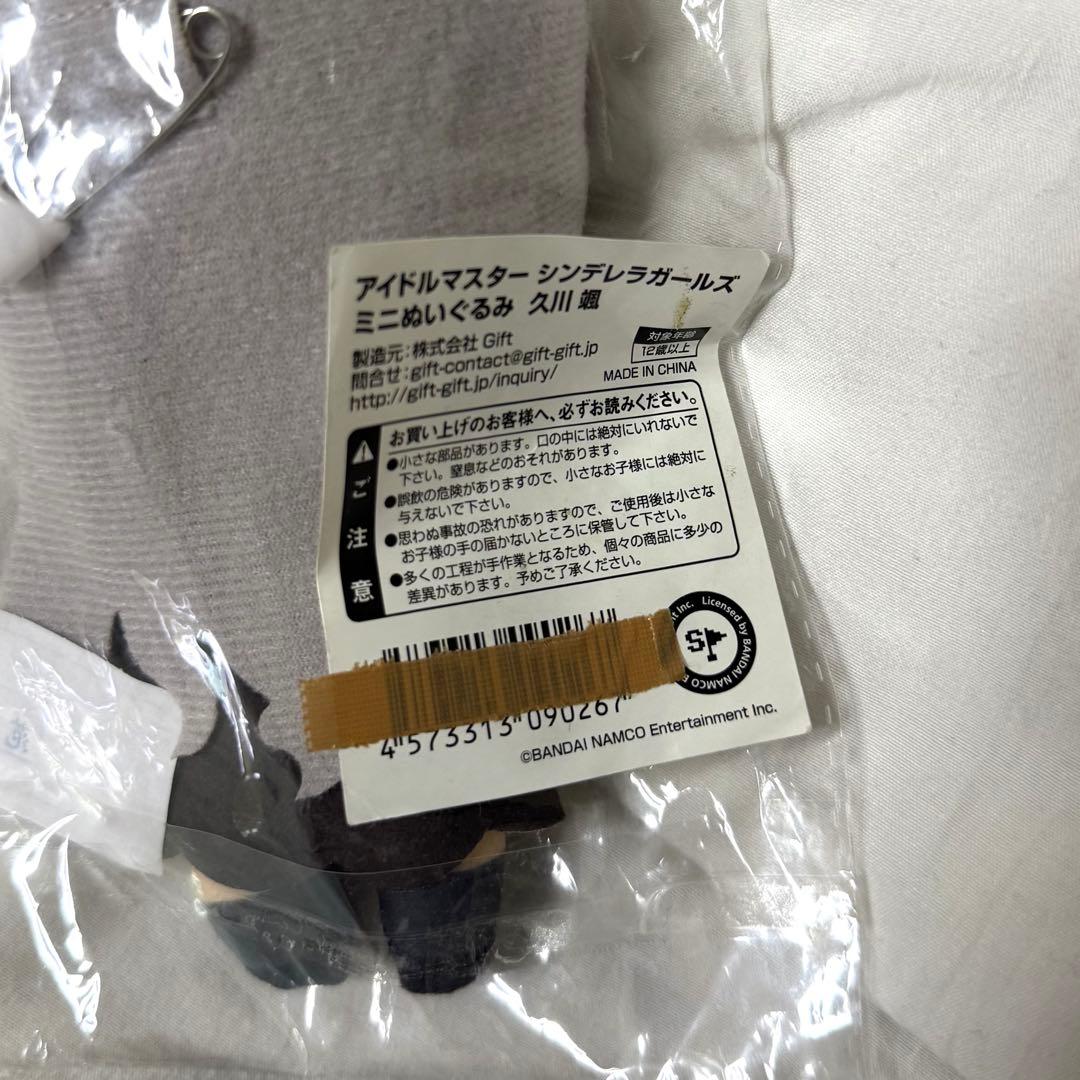 アイドルマスター シンデレラガールズ
ミニぬいぐるみ 久川 颯
製造元:株式会社 Gift
問合せ:gift-contact@gift-gift.jp
http://gift-gift.jp/inquiry/
対象年齢
12歳以上
MADE IN CHINA
ご注意
お買い上げのお客様へ、必ずお読みください。
●小さな部品があります。口の中には絶対にいれないで
下さい。窒息などのおそれがあります。
●誤飲の危険がありますので、小さなお子様には絶対に
与えないで下さい。
●思わぬ事故の恐れがありますので、ご使用後は小さな
お子様の手の届かないところに保管して下さい。
●多くの工程が手作業となるため、個々の商品に多少の
差異があります。予めご了承ください。
4"573313"090267"
Licensed by BANDAI NAMCO E
nt Inc.
©BANDAI NAMCO Entertainment Inc.